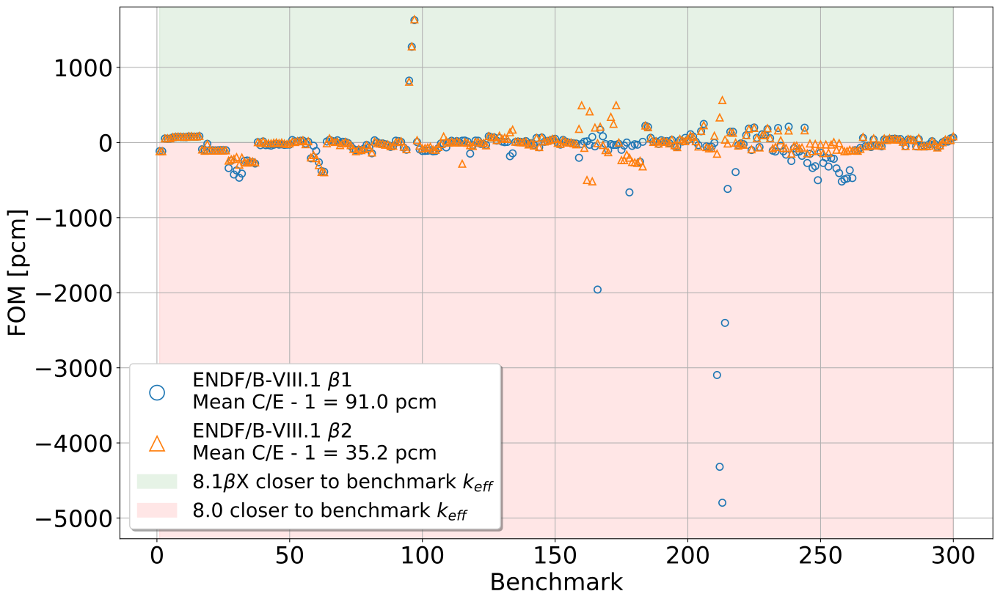 1000
0
−1000
−2000
−3000
−4000
−5000
FOM [pcm]
ENDF/B-VIII.1 β1
Mean C/E - 1 = 91.0 pcm
ENDF/B-VIII.1 β2
Mean C/E - 1 = 35.2 pcm
8.1βX closer to benchmark k_eff
8.0 closer to benchmark k_eff
0 50 100 150 200 250 300
Benchmark